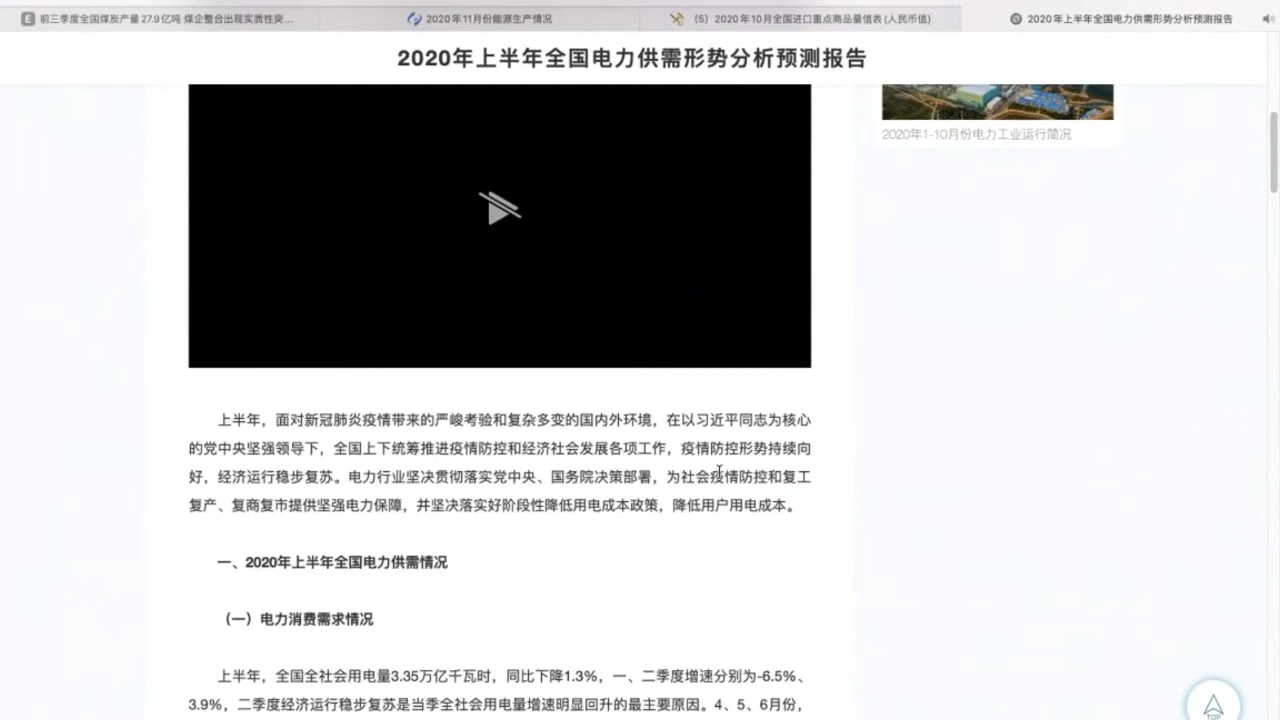 E 前三季度全国煤炭产量27.9亿吨 煤企整合出现实质性突...
2020年11月份能源生产情况
（5）2020年10月全国进口重点商品量值表(人民币值)
2020年上半年全国电力供需形势分析预测报告
2020年上半年全国电力供需形势分析预测报告
2020年1-10月份电力工业运行简况
上半年，面对新冠肺炎疫情带来的严峻考验和复杂多变的国内外环境，在以习近平同志为核心
的党中央坚强领导下，全国上下统筹推进疫情防控和经济社会发展各项工作，疫情防控形势持续向
好，经济运行稳步复苏。电力行业坚决贯彻落实党中央、国务院决策部署，为社会疫情防控和复工
复产、复商复市提供坚强电力保障，并坚决落实好阶段性降低用电成本政策，降低用户用电成本。
一、2020年上半年全国电力供需情况
（一）电力消费需求情况
上半年，全国全社会用电量3.35万亿千瓦时，同比下降1.3%，一、二季度增速分别为-6.5%、
3.9%，二季度经济运行稳步复苏是当季全社会用电量增速明显回升的最主要原因。4、5、6月份，
TOP